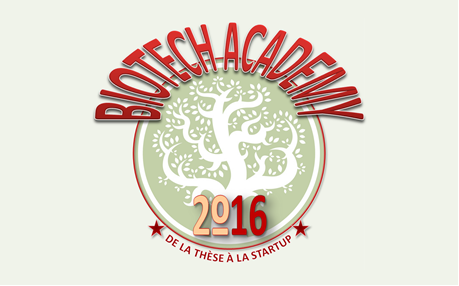 BIOTECH ACADEMY
2016
DE LA THÈSE À LA STARTUP